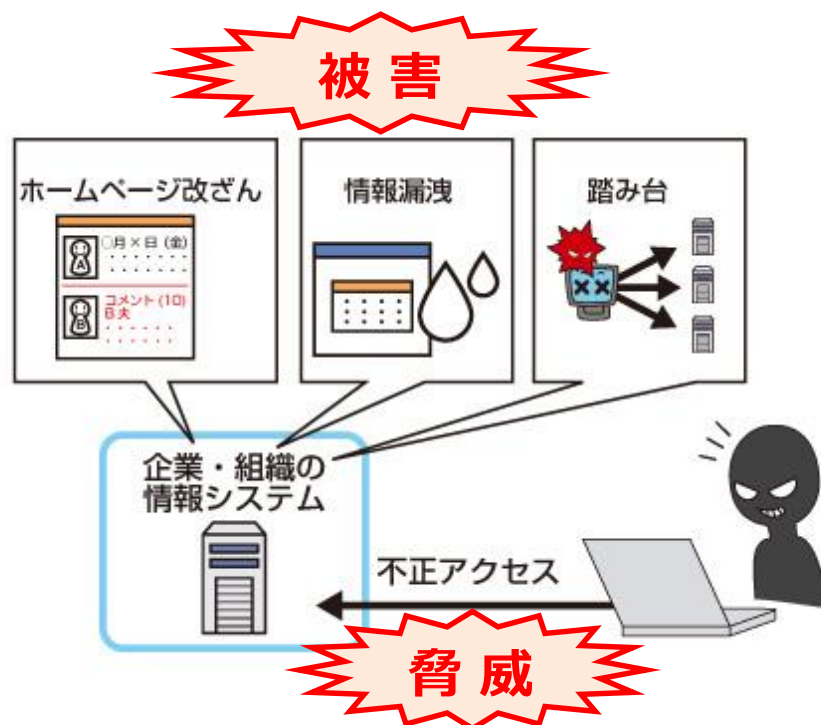 被害
ホームページ改ざん
〇月×日(金)
A
コメント(10)
B夫
B
情報漏洩
踏み台
企業・組織の
情報システム
不正アクセス
脅威